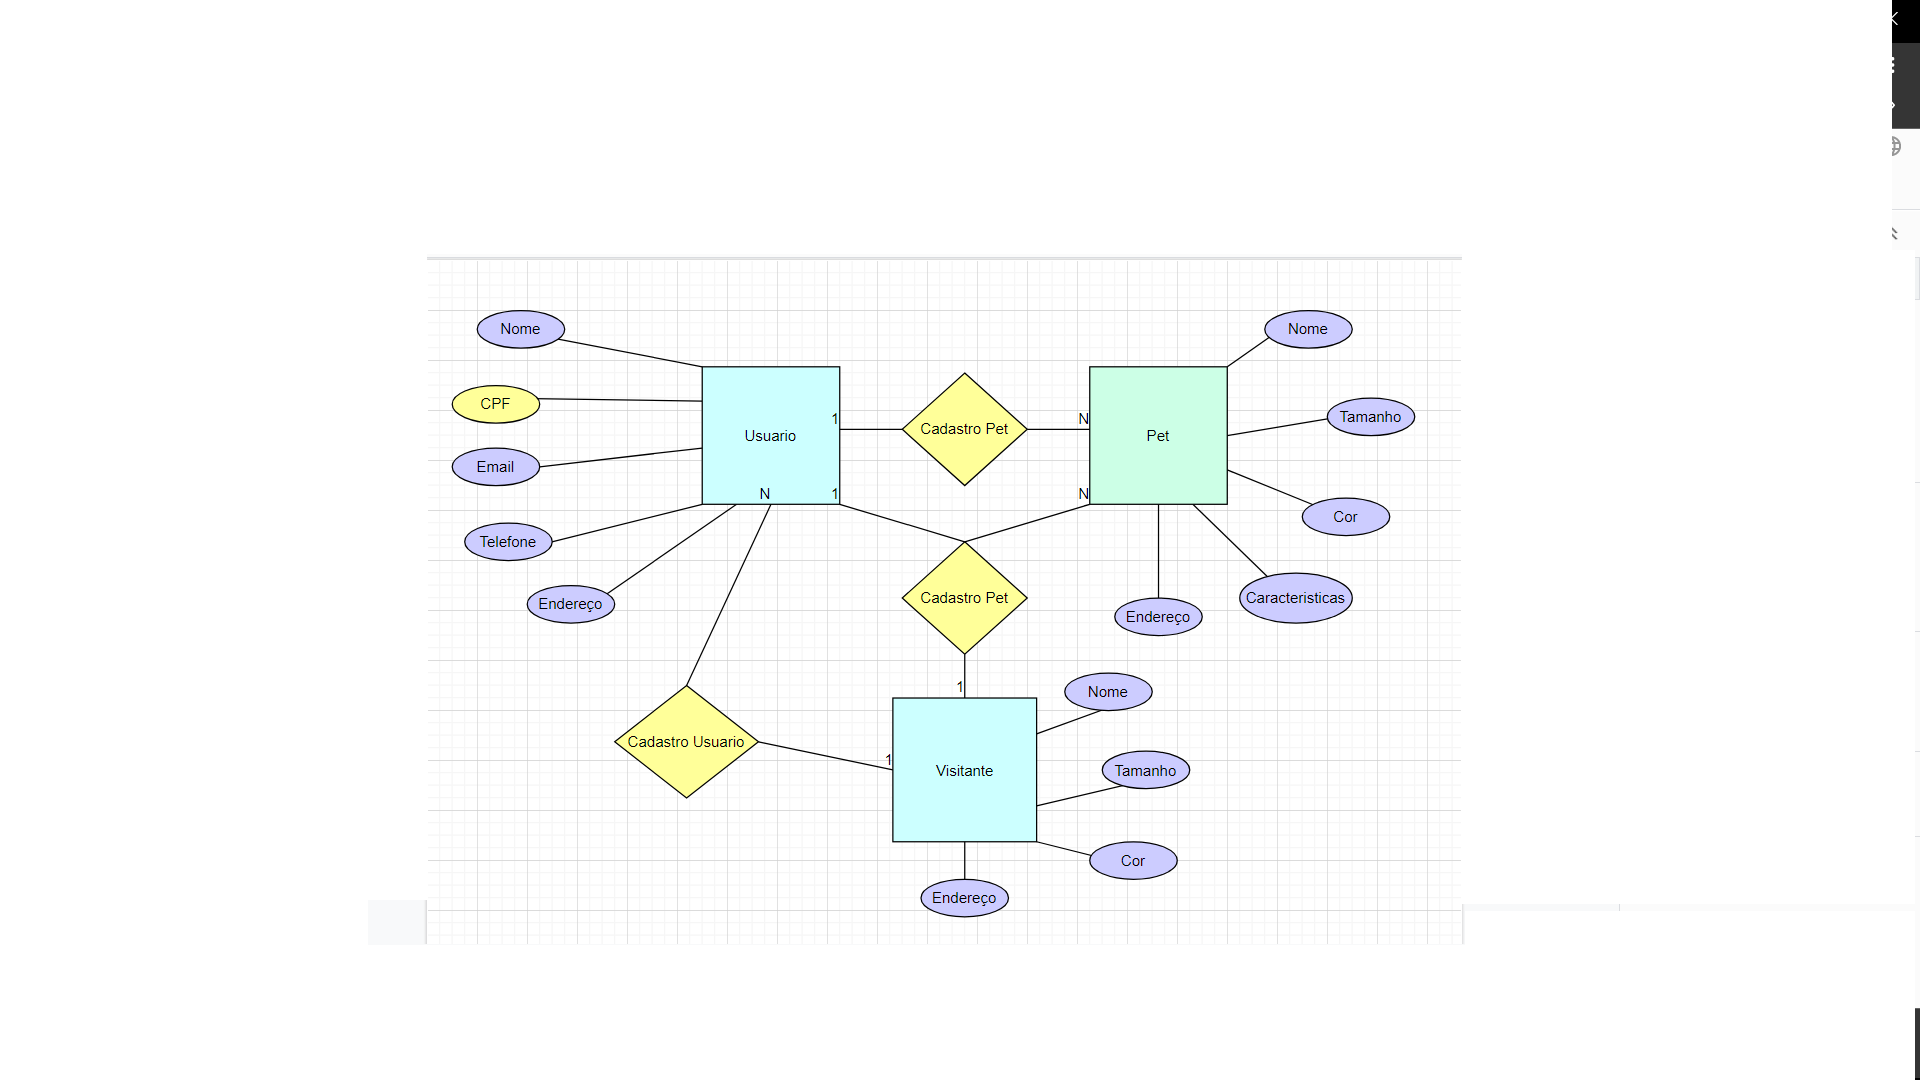 Nome
Nome
CPF
Tamanho
1
N
Usuario
Cadastro Pet
Pet
Email
N
1
N
Cor
Telefone
Endereço
Cadastro Pet
Caracteristicas
Endereço
1
Nome
Cadastro Usuario
1
Visitante
Tamanho
Cor
Endereço